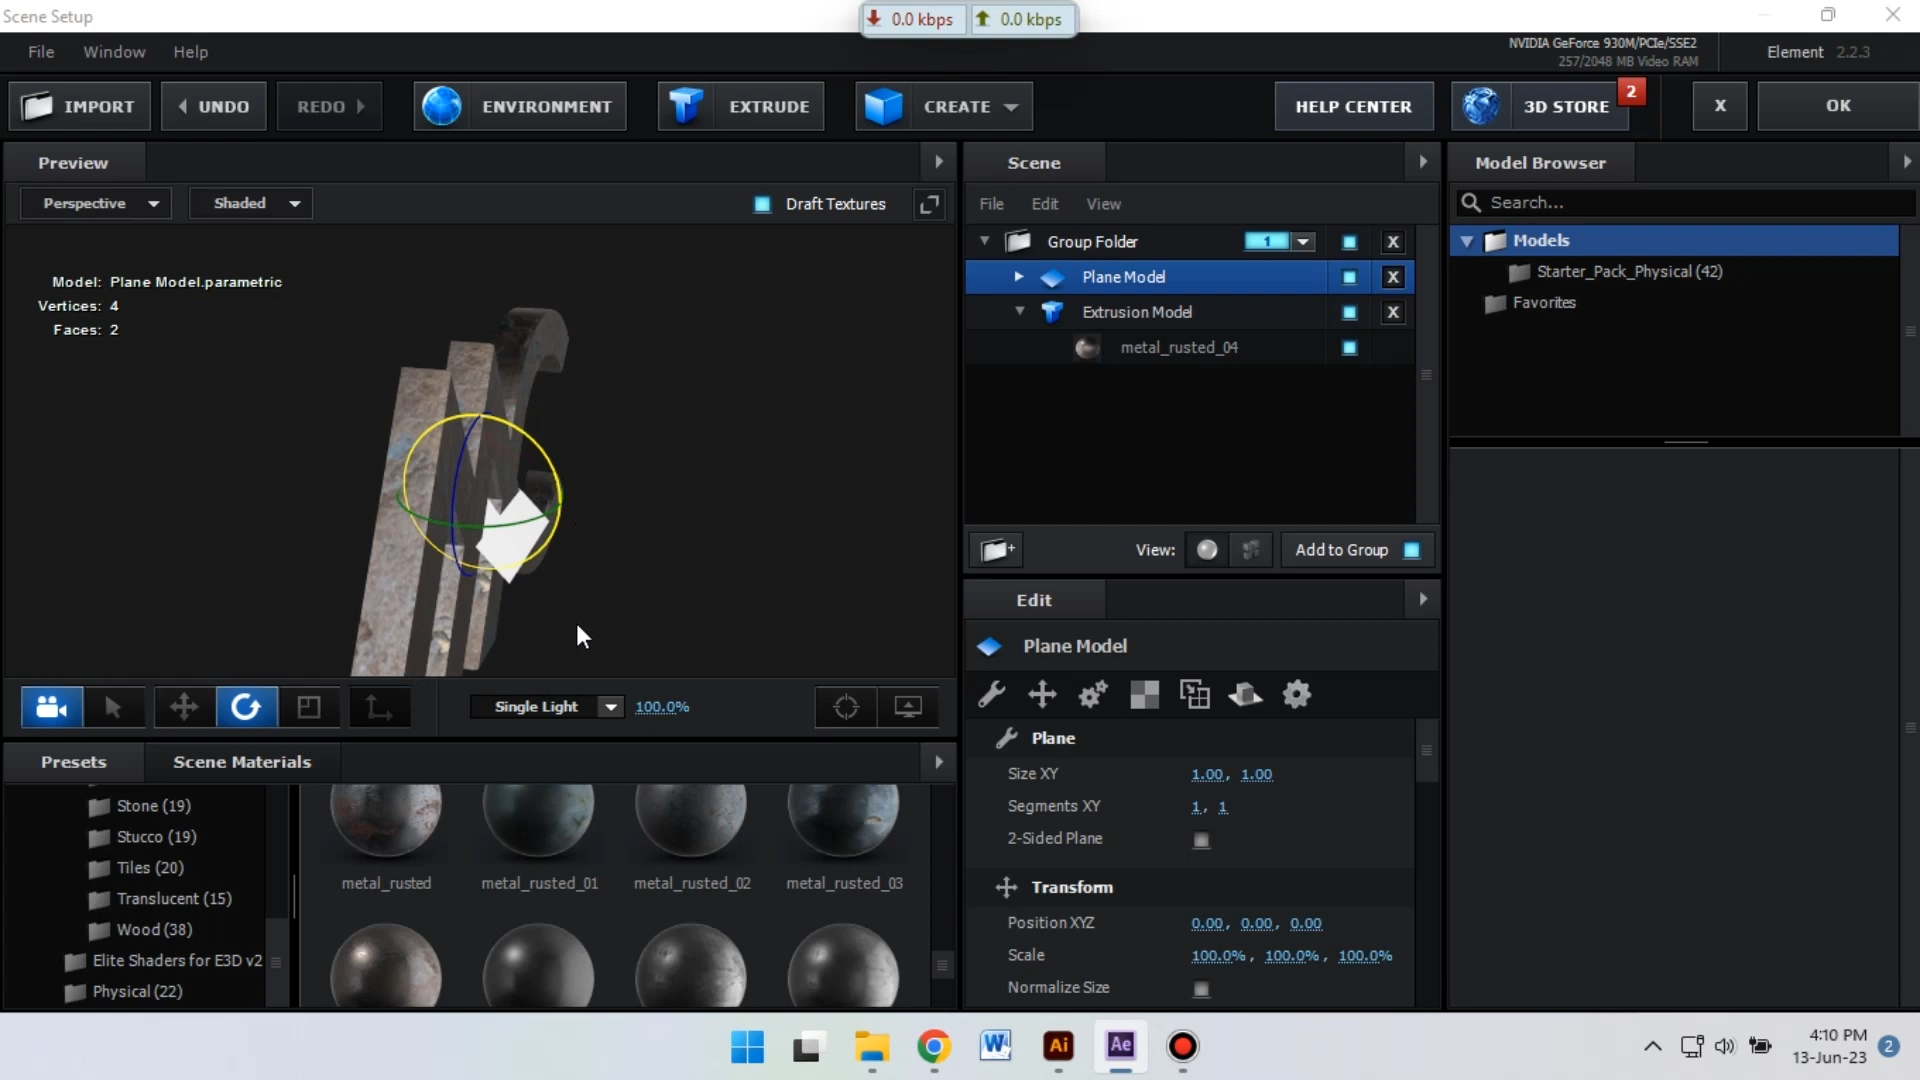 Scene Setup
0.0 kbps
0.0 kbps
File
Window
Help
NVIDIA GeForce 930M/PCIe/SSE2
257/2048 MB Video RAM
Element 2.2.3
IMPORT
UNDO
REDO
ENVIRONMENT
EXTRUDE
CREATE
HELP CENTER
3D STORE
2
X
OK
Preview
Perspective
Shaded
Draft Textures
Model: Plane Model.parametric
Vertices: 4
Faces: 2
Single Light
100.0%
Scene
File
Edit
View
Group Folder
1
X
Plane Model
X
Extrusion Model
X
metal_rusted_04
View:
Add to Group
Model Browser
Search...
Models
Starter_Pack_Physical (42)
Favorites
Edit
Plane Model
Plane
Size XY 1.00, 1.00
Segments XY 1, 1
2-Sided Plane
Transform
Position XYZ 0.00, 0.00, 0.00
Scale 100.0%, 100.0%, 100.0%
Normalize Size
Presets
Scene Materials
Stone (19)
Stucco (19)
Tiles (20)
Translucent (15)
Wood (38)
Elite Shaders for E3D v2
Physical (22)
metal_rusted
metal_rusted_01
metal_rusted_02
metal_rusted_03
W
Ai
Ae
4:10 PM
13-Jun-23
2